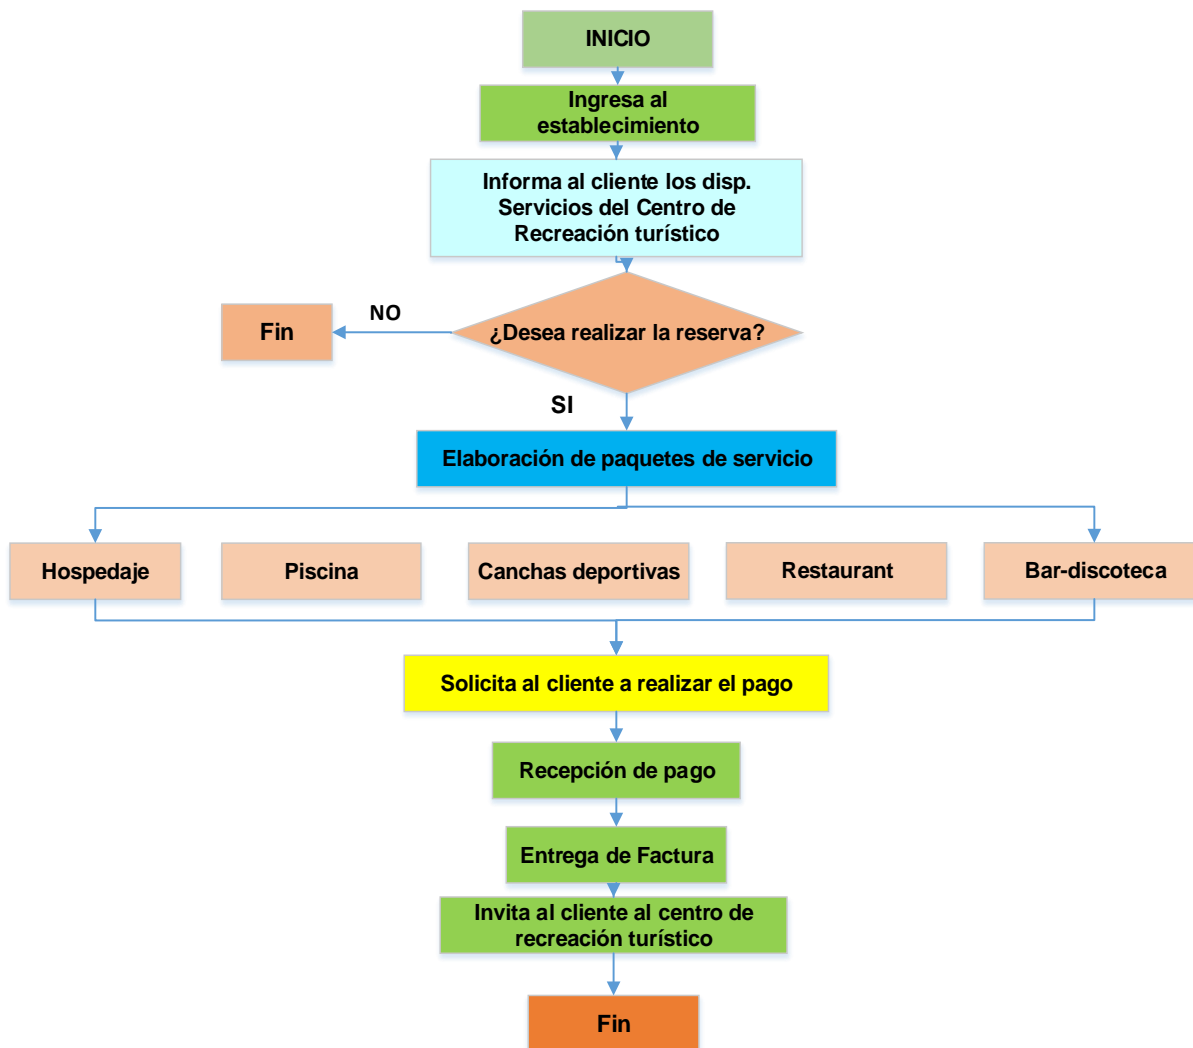 INICIO
Ingresa al
establecimiento
Informa al cliente los disp.
Servicios del Centro de
Recreación turístico
¿Desea realizar la reserva?
NO
Fin
SI
Elaboración de paquetes de servicio
Hospedaje
Piscina
Canchas deportivas
Restaurant
Bar-discoteca
Solicita al cliente a realizar el pago
Recepción de pago
Entrega de Factura
Invita al cliente al centro de
recreación turístico
Fin